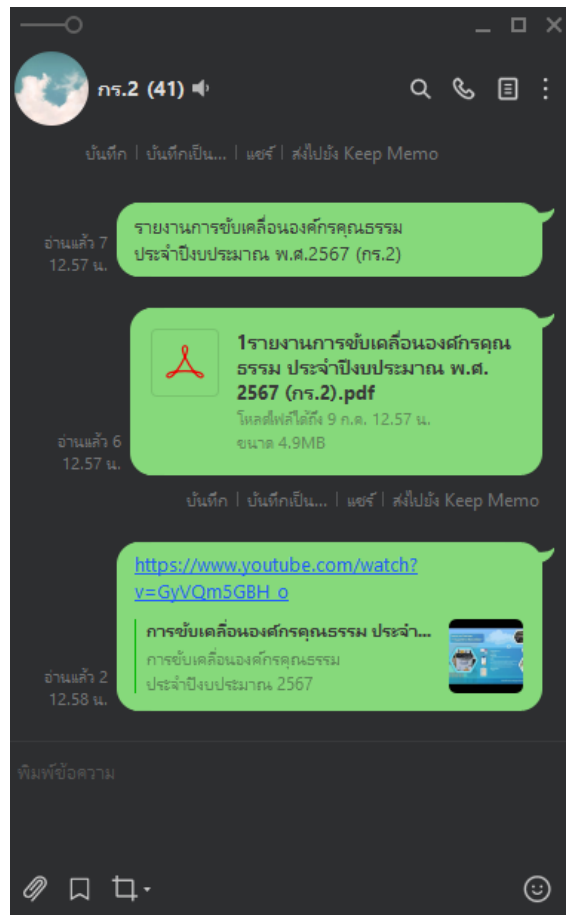 กร.2 (41)
บันทึก | บันทึกเป็น... | แชร์ | ส่งไปยัง Keep Memo
รายงานการขับเคลื่อนองค์กรคุณธรรม
ประจำปีงบประมาณ พ.ศ.2567 (กร.2)
อ่านแล้ว 7
12.57 น.
1รายงานการขับเคลื่อนองค์กรคุณ
ธรรม ประจำปีงบประมาณ พ.ศ.
2567 (กร.2).pdf
โหลดไฟล์ได้ถึง 9 ก.ค. 12.57 น.
ขนาด 4.9MB
อ่านแล้ว 6
12.57 น.
บันทึก | บันทึกเป็น... | แชร์ | ส่งไปยัง Keep Memo
https://www.youtube.com/watch?
v=GyVQm5GBH_o
การขับเคลื่อนองค์กรคุณธรรม ประจำ...
การขับเคลื่อนองค์กรคุณธรรม
ประจำปีงบประมาณ 2567
อ่านแล้ว 2
12.58 น.
พิมพ์ข้อความ